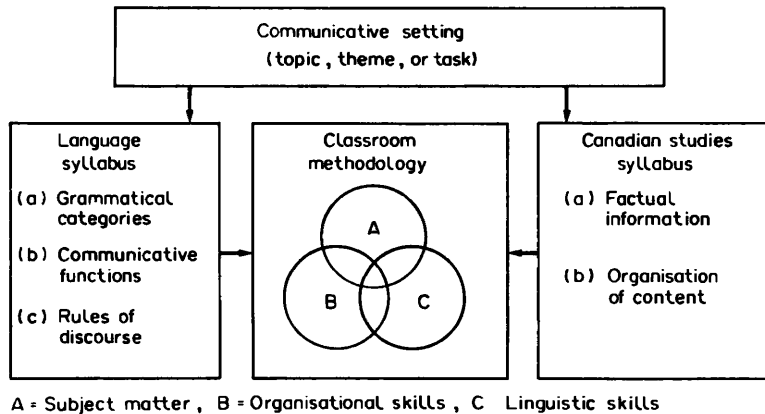 Communicative setting
(topic, theme, or task)
Language
syllabus
(a) Grammatical
categories
(b) Communicative
functions
(c) Rules of
discourse
Classroom
methodology
A
B
C
Canadian studies
syllabus
(a) Factual
information
(b) Organisation
of content
A = Subject matter, B = Organisational skills, C Linguistic skills